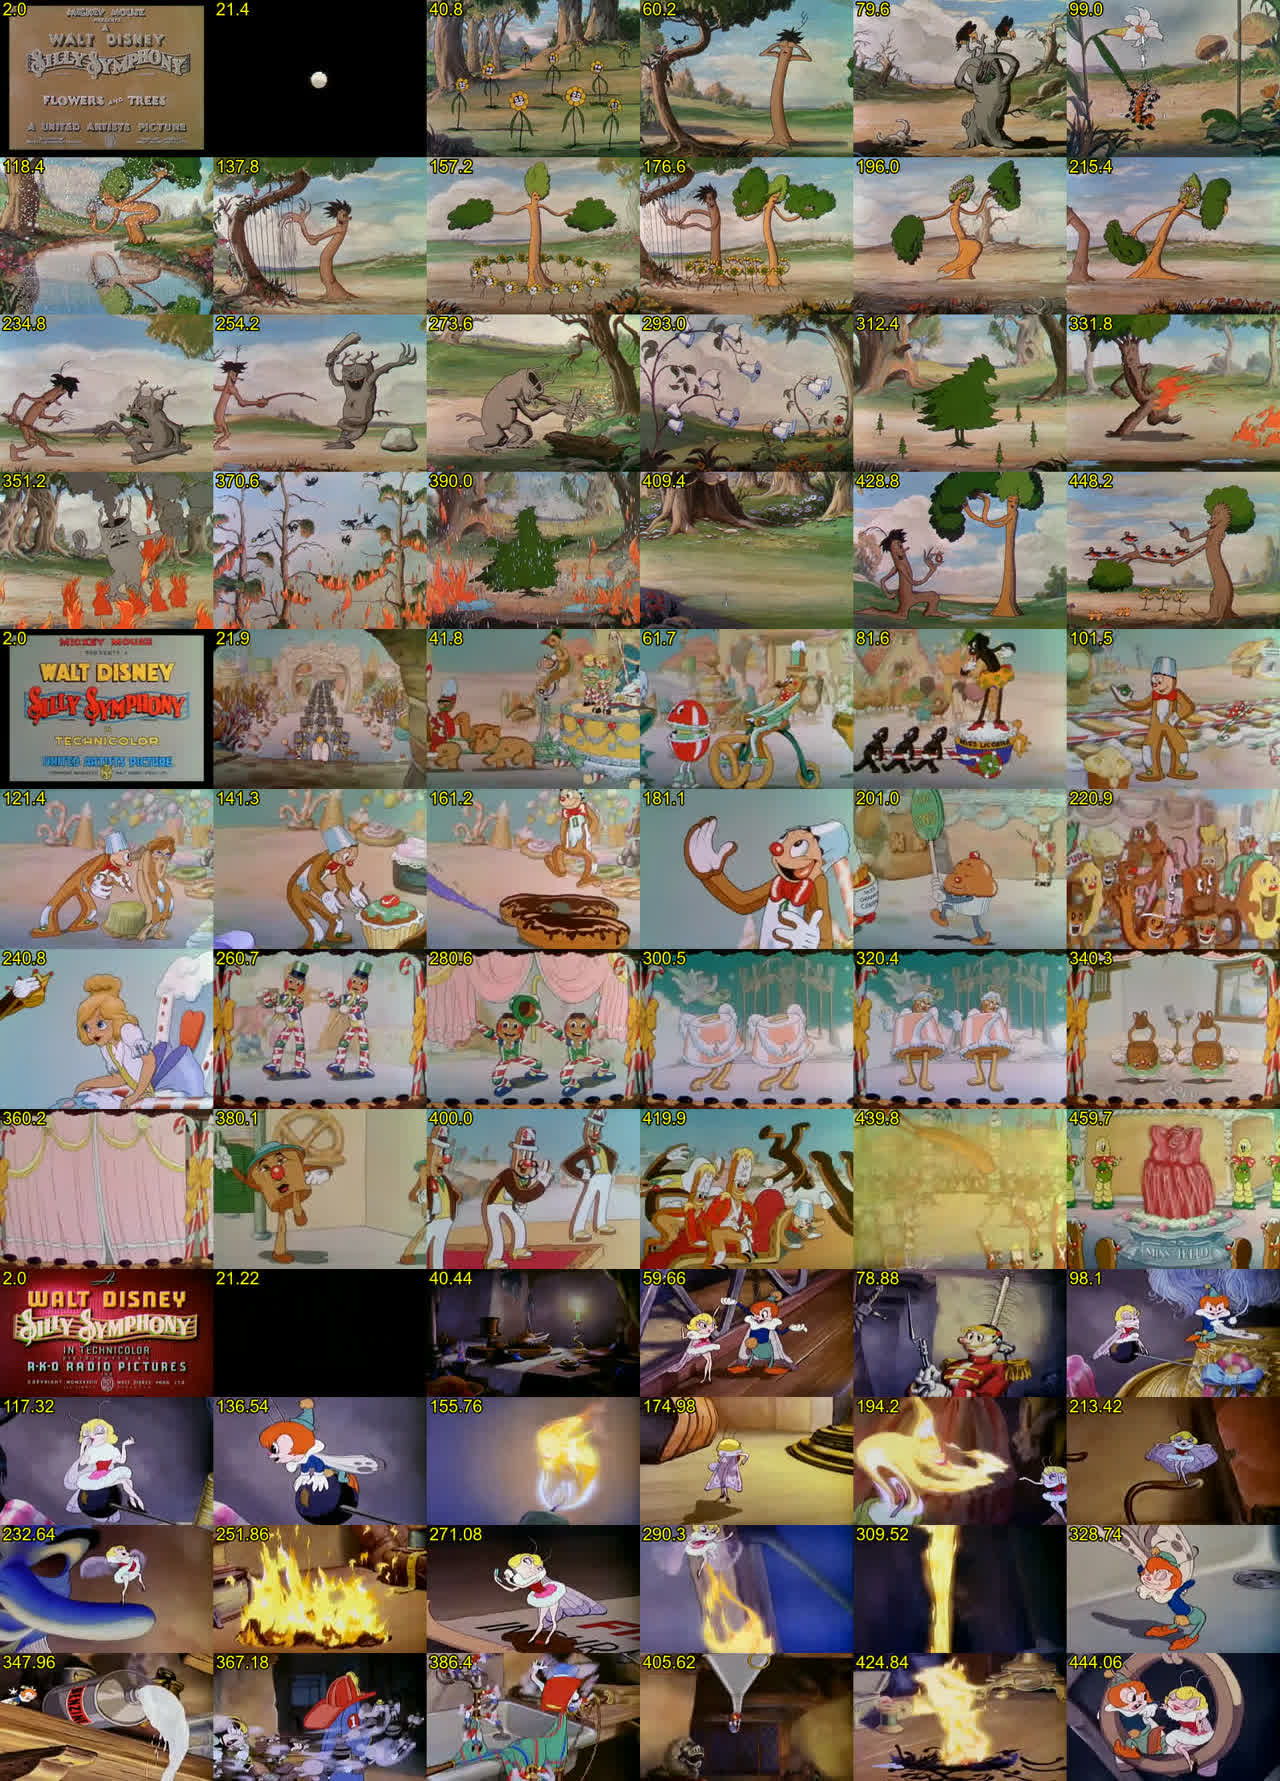 2.0 21.4 40.8 60.2 79.6 99.0
MICKEY MOUSE
PRESENTS
A
WALT DISNEY
SILLY SYMPHONY
FLOWERS AND TREES
A UNITED ARTISTS PICTURE
118.4 137.8 157.2 176.6 196.0 215.4
234.8 254.2 273.6 293.0 312.4 331.8
351.2 370.6 390.0 409.4 428.8 448.2
2.0 21.9 41.8 61.7 81.6 101.5
MICKEY MOUSE
PRESENTS A
WALT DISNEY
SILLY SYMPHONY
IN
TECHNICOLOR
UNITED ARTISTS PICTURE
MISS LICORICE
121.4 141.3 161.2 181.1 201.0 220.9
240.8 260.7 280.6 300.5 320.4 340.3
360.2 380.1 400.0 419.9 439.8 459.7
MISS JELLO
2.0 21.22 40.44 59.66 78.88 98.1
A
WALT DISNEY
SILLY SYMPHONY
IN TECHNICOLOR
R·K·O RADIO PICTURES
117.32 136.54 155.76 174.98 194.2 213.42
232.64 251.86 271.08 290.3 309.52 328.74
347.96 367.18 386.4 405.62 424.84 444.06
1